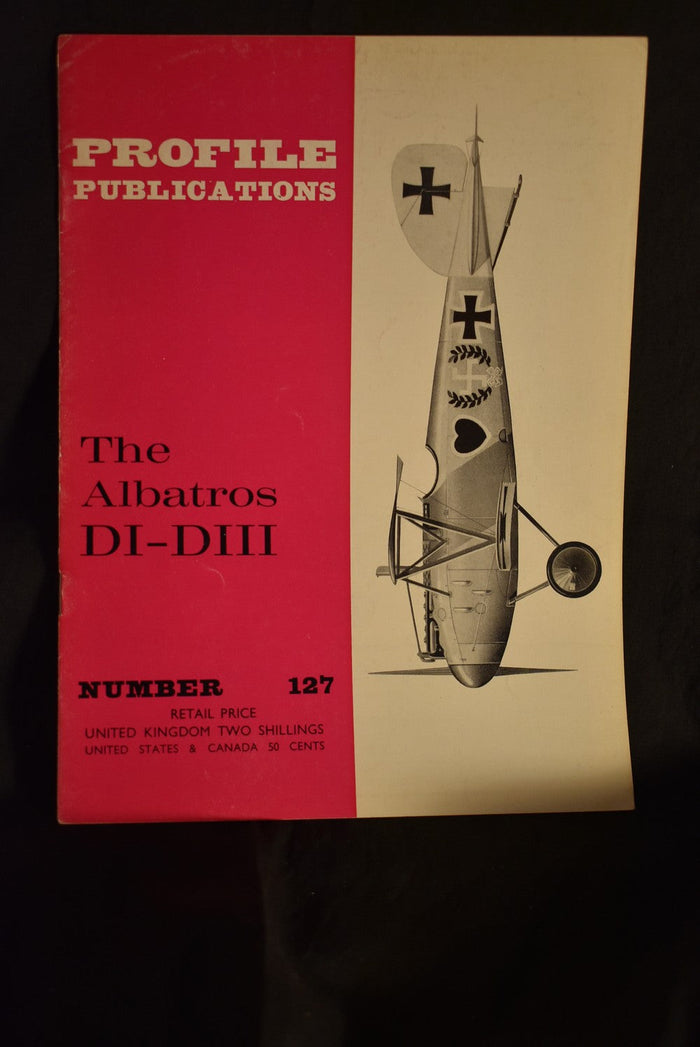 PROFILE
PUBLICATIONS
The
Albatros
DI-DIII
NUMBER 127
RETAIL PRICE
UNITED KINGDOM TWO SHILLINGS
UNITED STATES & CANADA 50 CENTS